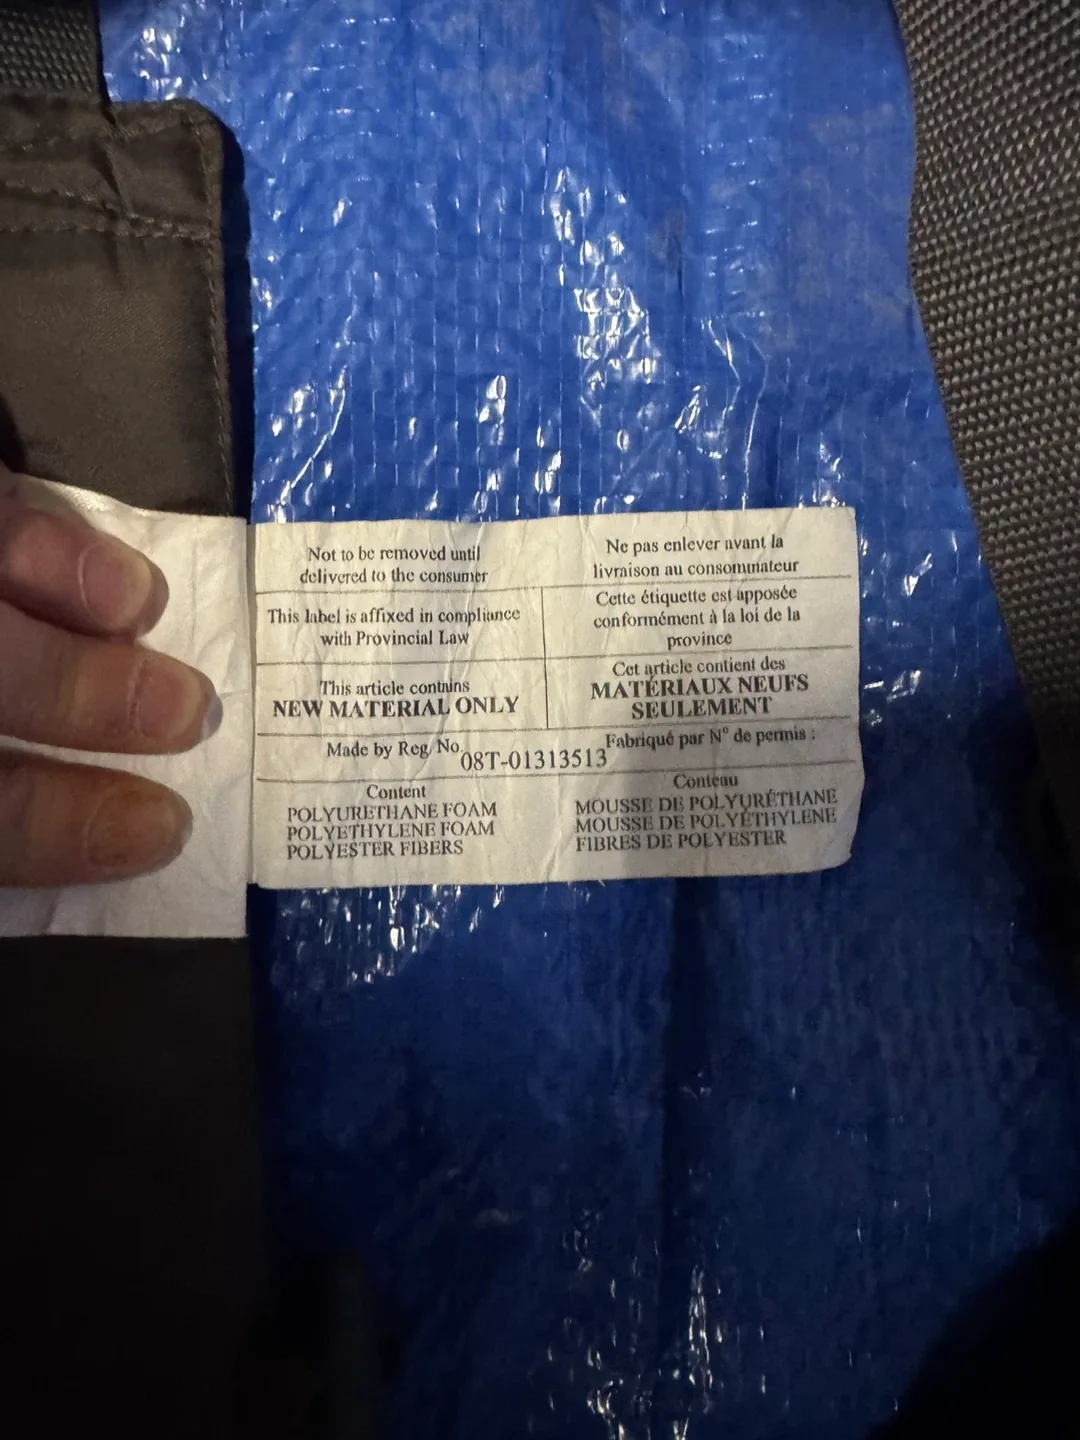 Not to be removed until
delivered to the consumer
Ne pas enlever avant la
livraison au consommateur
This label is affixed in compliance
with Provincial Law
Cette étiquette est apposée
conformément à la loi de la
province
This article contains
NEW MATERIAL ONLY
Cet article contient des
MATÉRIAUX NEUFS
SEULEMENT
Made by Reg/No. 08T-01313513 Fabriqué par N° de permis :
Content
POLYURETHANE FOAM
POLYETHYLENE FOAM
POLYESTER FIBERS
Conteau
MOUSSE DE POLYURÉTHANE
MOUSSE DE POLYÉTHYLENE
FIBRES DE POLYESTER